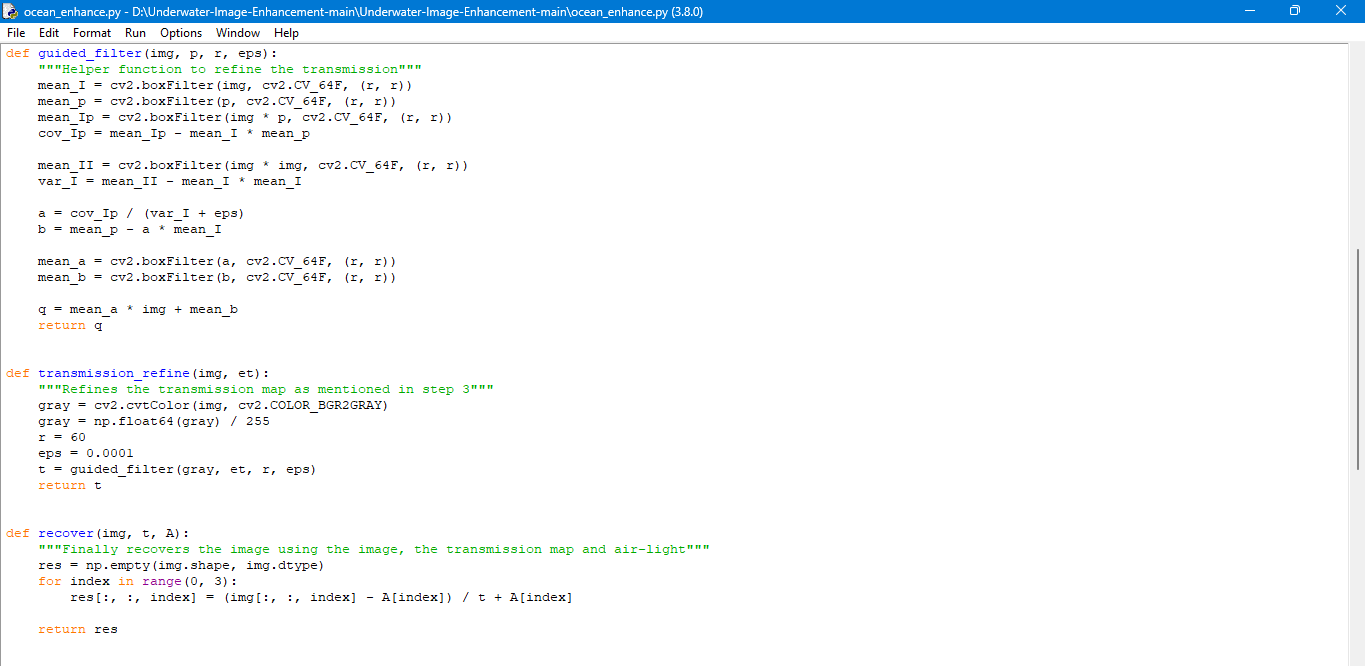 ocean_enhance.py - D:\Underwater-Image-Enhancement-main\Underwater-Image-Enhancement-main\ocean_enhance.py (3.8.0)
File Edit Format Run Options Window Help
def guided_filter(img, p, r, eps):
    """Helper function to refine the transmission"""
    mean_I = cv2.boxFilter(img, cv2.CV_64F, (r, r))
    mean_p = cv2.boxFilter(p, cv2.CV_64F, (r, r))
    mean_Ip = cv2.boxFilter(img * p, cv2.CV_64F, (r, r))
    cov_Ip = mean_Ip - mean_I * mean_p

    mean_II = cv2.boxFilter(img * img, cv2.CV_64F, (r, r))
    var_I = mean_II - mean_I * mean_I

    a = cov_Ip / (var_I + eps)
    b = mean_p - a * mean_I

    mean_a = cv2.boxFilter(a, cv2.CV_64F, (r, r))
    mean_b = cv2.boxFilter(b, cv2.CV_64F, (r, r))

    q = mean_a * img + mean_b
    return q


def transmission_refine(img, et):
    """Refines the transmission map as mentioned in step 3"""
    gray = cv2.cvtColor(img, cv2.COLOR_BGR2GRAY)
    gray = np.float64(gray) / 255
    r = 60
    eps = 0.0001
    t = guided_filter(gray, et, r, eps)
    return t


def recover(img, t, A):
    """Finally recovers the image using the image, the transmission map and air-light"""
    res = np.empty(img.shape, img.dtype)
    for index in range(0, 3):
        res[:, :, index] = (img[:, :, index] - A[index]) / t + A[index]

    return res